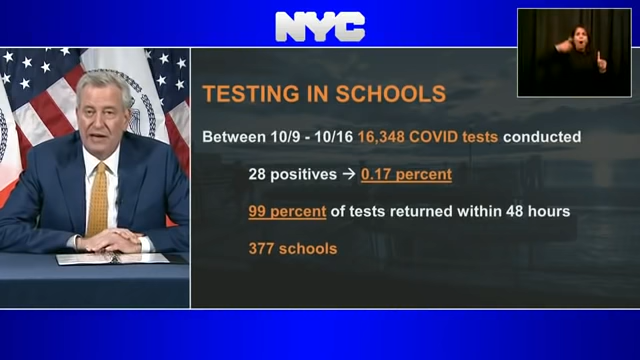 NYC
TESTING IN SCHOOLS
Between 10/9 - 10/16 16,348 COVID tests conducted
28 positives → 0.17 percent
99 percent of tests returned within 48 hours
377 schools